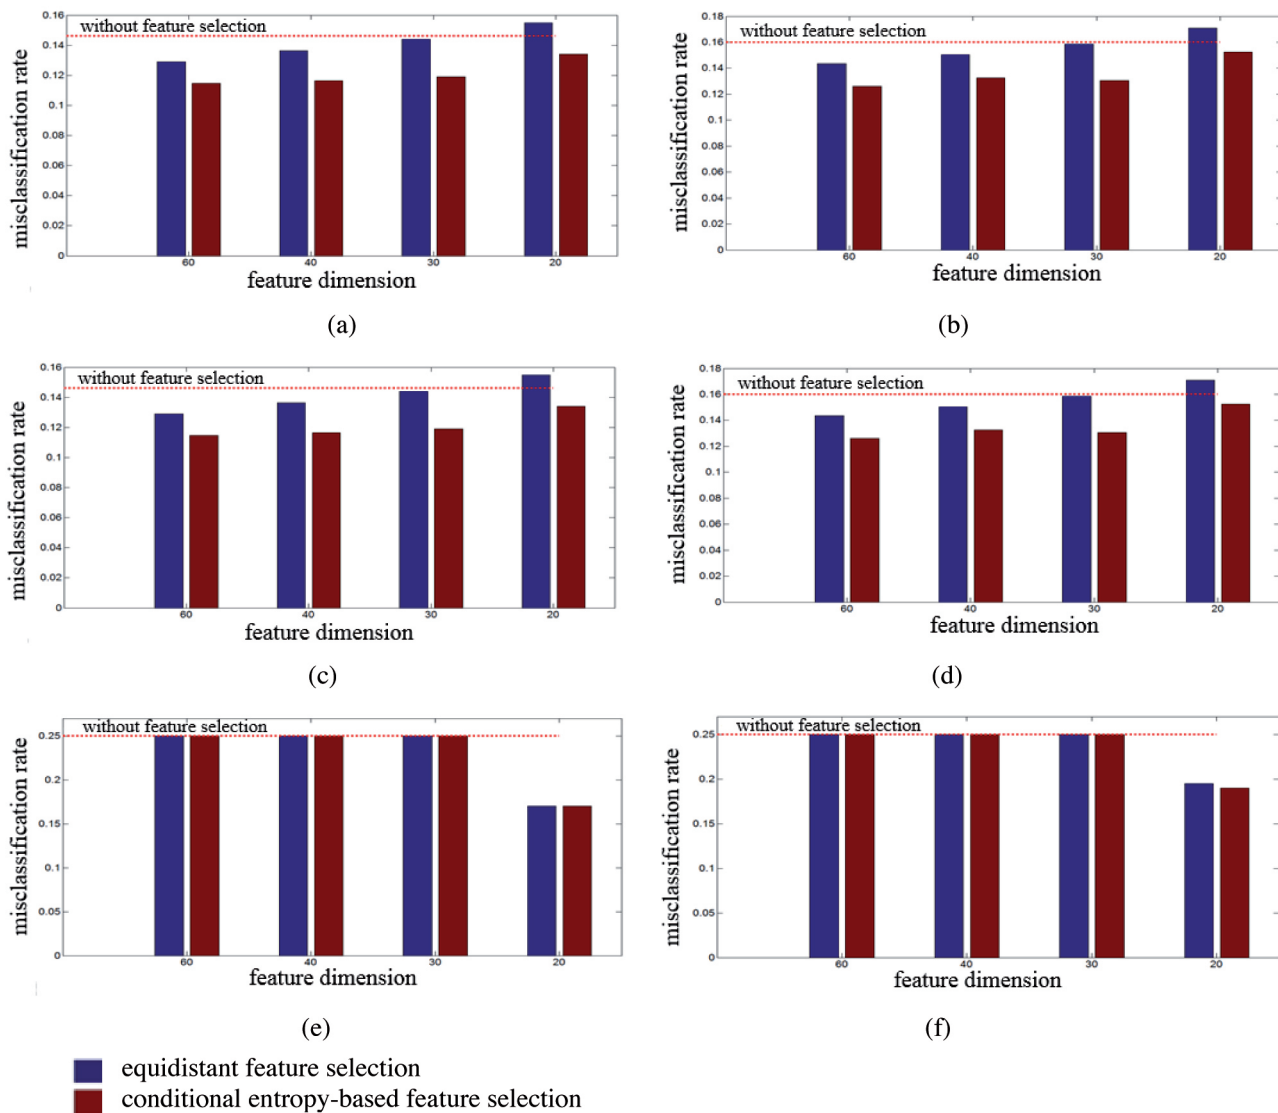 misclassification rate
0.16
0.14
0.12
0.1
0.08
0.06
0.04
0.02
0
without feature selection
60 40 30 20
feature dimension
(a)
misclassification rate
0.18
0.16
0.14
0.12
0.1
0.08
0.06
0.04
0.02
0
without feature selection
60 40 30 20
feature dimension
(b)
misclassification rate
0.16
0.14
0.12
0.1
0.08
0.06
0.04
0.02
0
without feature selection
60 40 30 20
feature dimension
(c)
misclassification rate
0.18
0.16
0.14
0.12
0.1
0.08
0.06
0.04
0.02
0
without feature selection
60 40 30 20
feature dimension
(d)
misclassification rate
0.25
0.2
0.15
0.1
0.05
0
without feature selection
60 40 30 20
feature dimension
(e)
misclassification rate
0.25
0.2
0.15
0.1
0.05
0
without feature selection
60 40 30 20
feature dimension
(f)
equidistant feature selection
conditional entropy-based feature selection